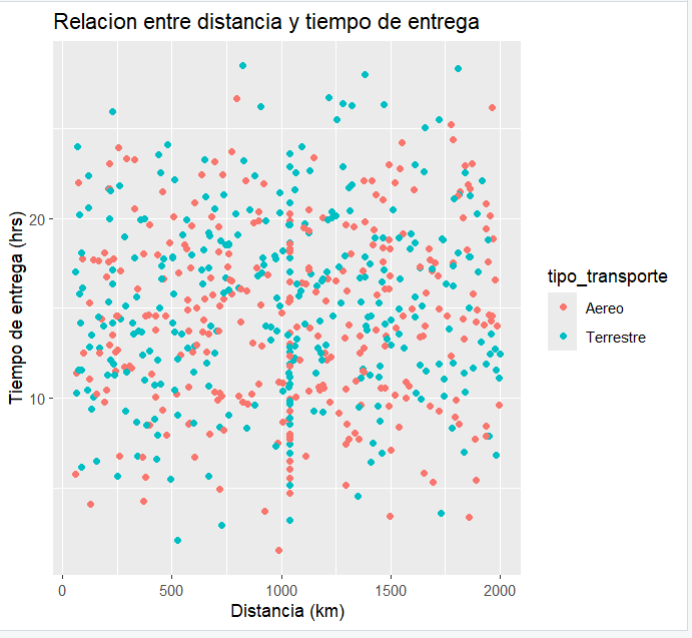 Relacion entre distancia y tiempo de entrega
Tiempo de entrega (hrs)
20
10
0
500
1000
1500
2000
Distancia (km)
tipo_transporte
Aereo
Terrestre